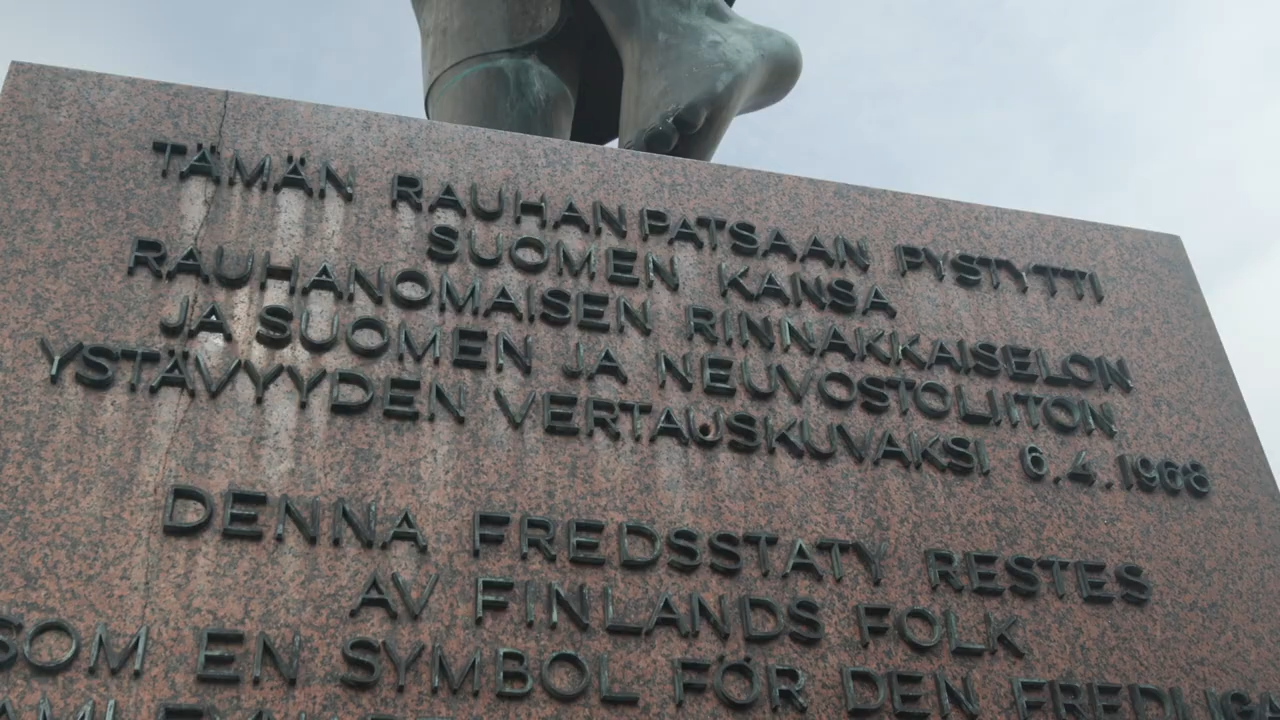 TÄMÄN RAUHANPATSAAN PYSTYTTI
SUOMEN KANSA
RAUHANOMAISEN RINNAKKAISELON
JA SUOMEN JA NEUVOSTOLIITON
YSTÄVYYDEN VERTAUSKUVAKSI 6.4.1968
DENNA FREDSSTATY RESTES
AV FINLANDS FOLK
SOM EN SYMBOL FÖR DEN FREDLIGA